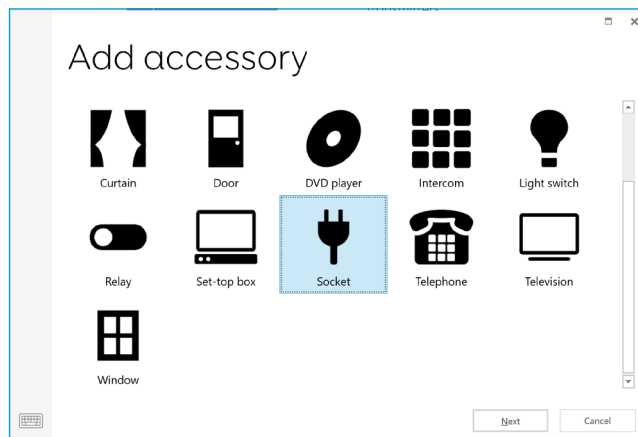 Add accessory
Curtain Door DVD player Intercom Light switch
Relay Set-top box Socket Telephone Television
Window
Next Cancel